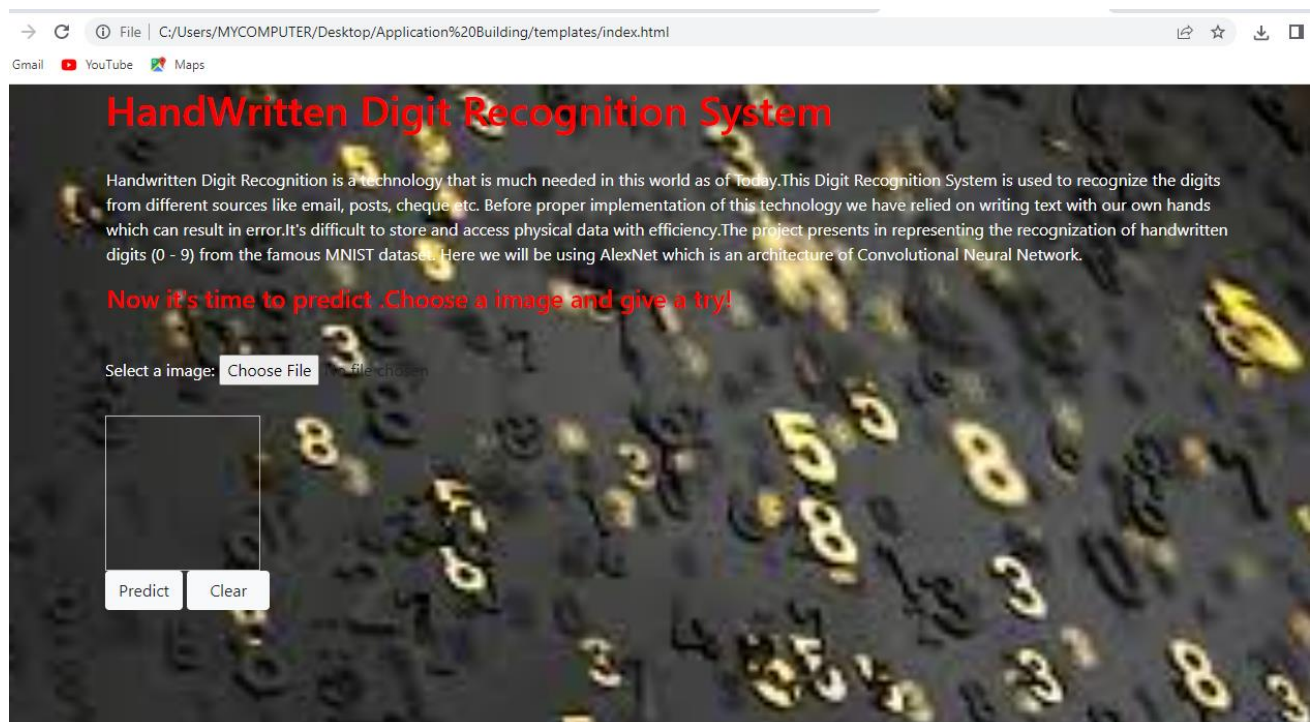 File | C:/Users/MYCOMPUTER/Desktop/Application%20Building/templates/index.html
Gmail YouTube Maps
HandWritten Digit Recognition System
Handwritten Digit Recognition is a technology that is much needed in this world as of Today.This Digit Recognition System is used to recognize the digits
from different sources like email, posts, cheque etc. Before proper implementation of this technology we have relied on writing text with our own hands
which can result in error.It's difficult to store and access physical data with efficiency.The project presents in representing the recognization of handwritten
digits (0 - 9) from the famous MNIST dataset. Here we will be using AlexNet which is an architecture of Convolutional Neural Network.
Now it's time to predict .Choose a image and give a try!
Select a image: Choose File No file chosen
Predict Clear